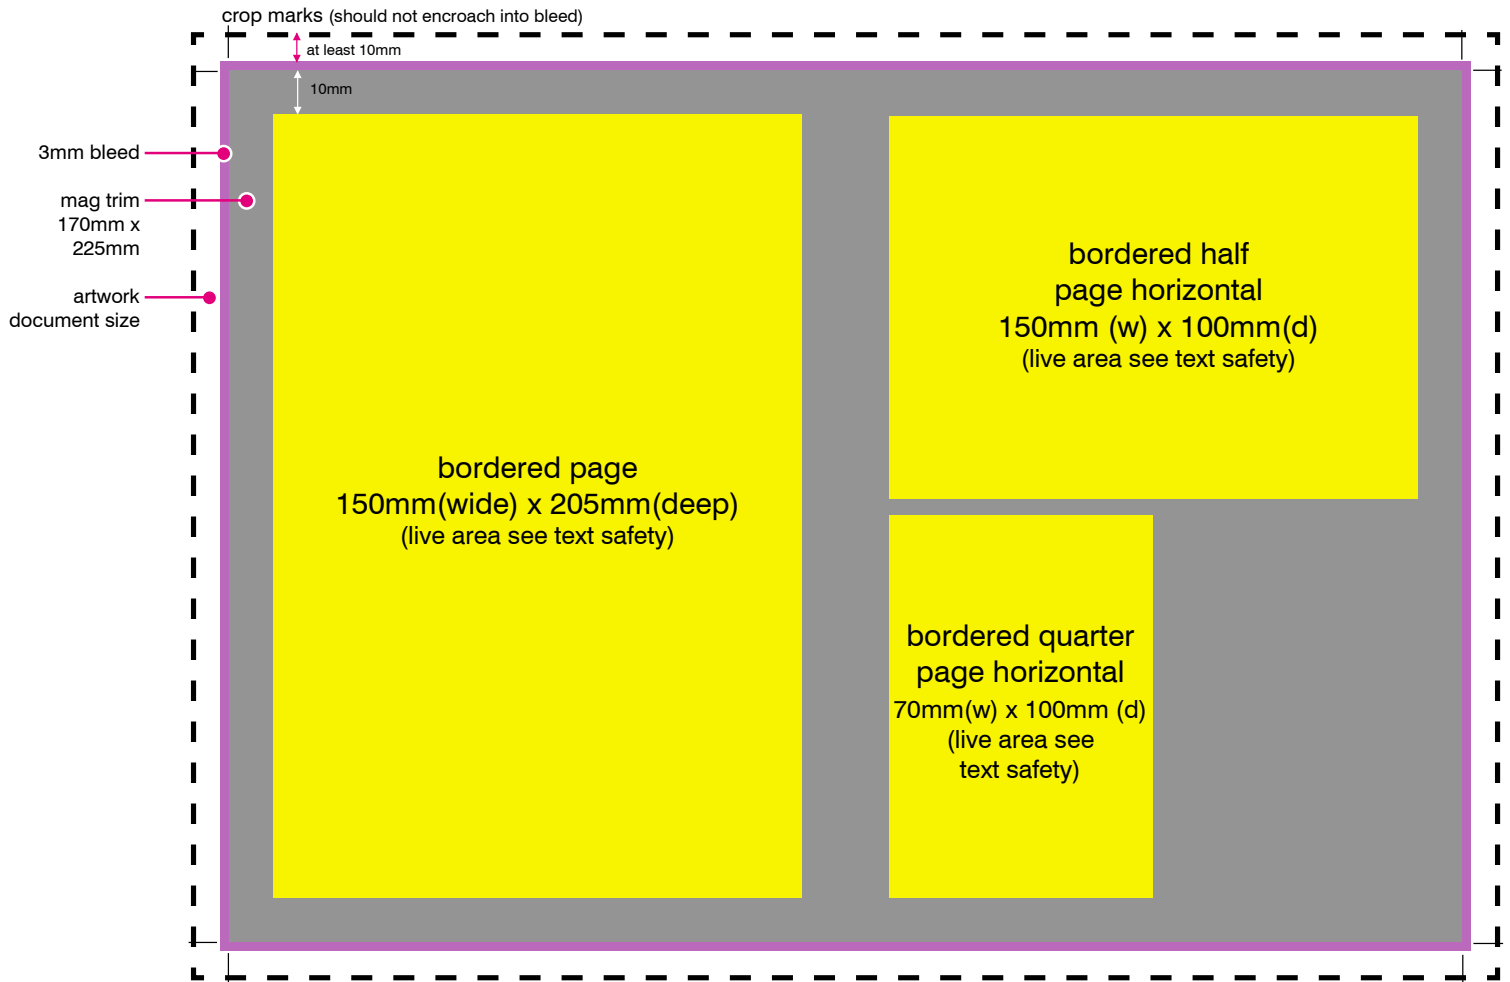 crop marks (should not encroach into bleed)
at least 10mm
10mm
3mm bleed
mag trim
170mm x
225mm
artwork
document size
bordered page
150mm(wide) x 205mm(deep)
(live area see text safety)
bordered half
page horizontal
150mm (w) x 100mm(d)
(live area see text safety)
bordered quarter
page horizontal
70mm(w) x 100mm (d)
(live area see
text safety)